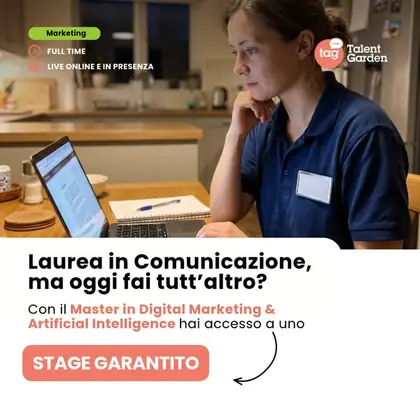 Marketing
FULL TIME
LIVE ONLINE E IN PRESENZA
tag
Talent
Garden
Laurea in Comunicazione,
ma oggi fai tutt’altro?
Con il Master in Digital Marketing &
Artificial Intelligence hai accesso a uno
STAGE GARANTITO